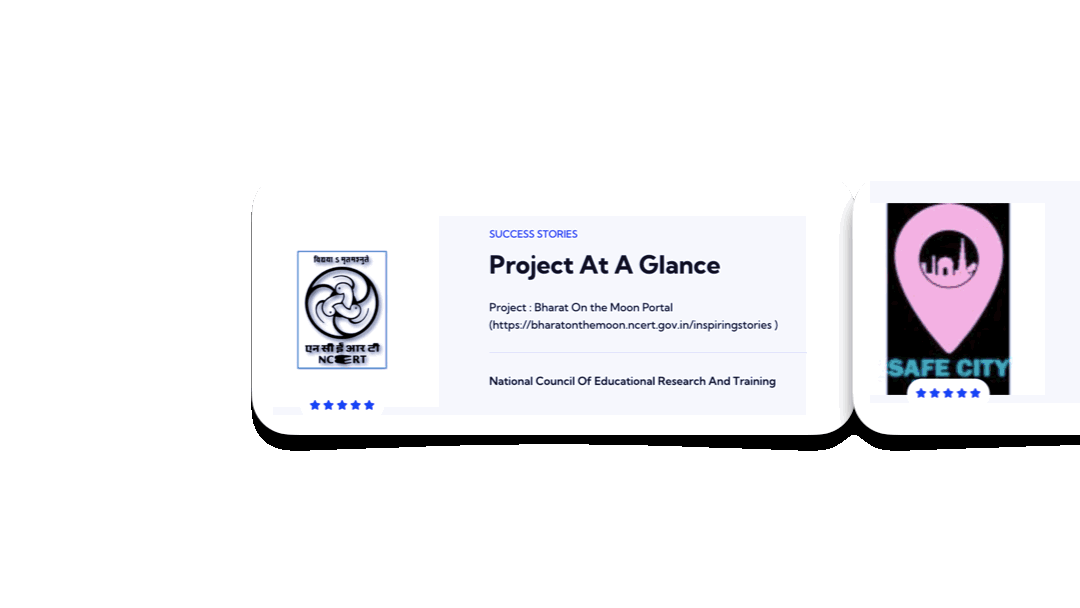 विद्यया ऽ मृतमश्नुते
एन सी ई आर टी
NCERT
SUCCESS STORIES
Project At A Glance
Project : Bharat On the Moon Portal
(https://bharatonthemoon.ncert.gov.in/inspiringstories )
National Council Of Educational Research And Training
SAFE CITY